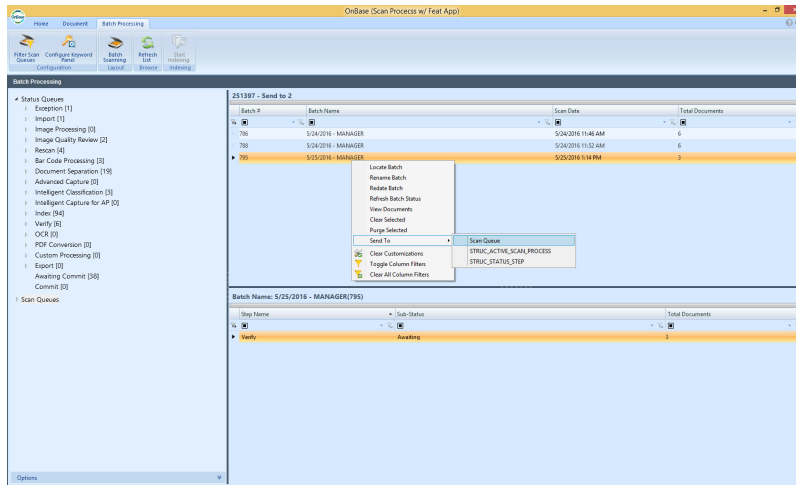 OnBase (Scan Process w/ Feat App)
OnBase
Home Document Batch Processing
Filter Scan Queues
Configure Keyword Panel
Batch Scanning
Refresh List
Start Indexing
Configuration Layout Browse Indexing
Batch Processing
Status Queues
Exception [1]
Import [1]
Image Processing [0]
Image Quality Review [2]
Rescan [4]
Bar Code Processing [3]
Document Separation [19]
Advanced Capture [0]
Intelligent Classification [3]
Intelligent Capture for AP [0]
Index [94]
Verify [6]
OCR [0]
PDF Conversion [0]
Custom Processing [0]
Export [0]
Awaiting Commit [38]
Commit [0]
Scan Queues
Options
251397 - Send to 2
Batch # Batch Name Scan Date Total Documents
786 5/24/2016 - MANAGER 5/24/2016 11:46 AM 6
788 5/24/2016 - MANAGER 5/24/2016 11:52 AM 6
795 5/25/2016 - MANAGER 5/25/2016 1:14 PM 3
Locate Batch
Rename Batch
Redate Batch
Refresh Batch Status
View Documents
Clear Selected
Purge Selected
Send To
Clear Customizations
Toggle Column Filters
Clear All Column Filters
Scan Queue
STRUC_ACTIVE_SCAN_PROCESS
STRUC_STATUS_STEP
Batch Name: 5/25/2016 - MANAGER(795)
Step Name Sub-Status Total Documents
Verify Awaiting 1